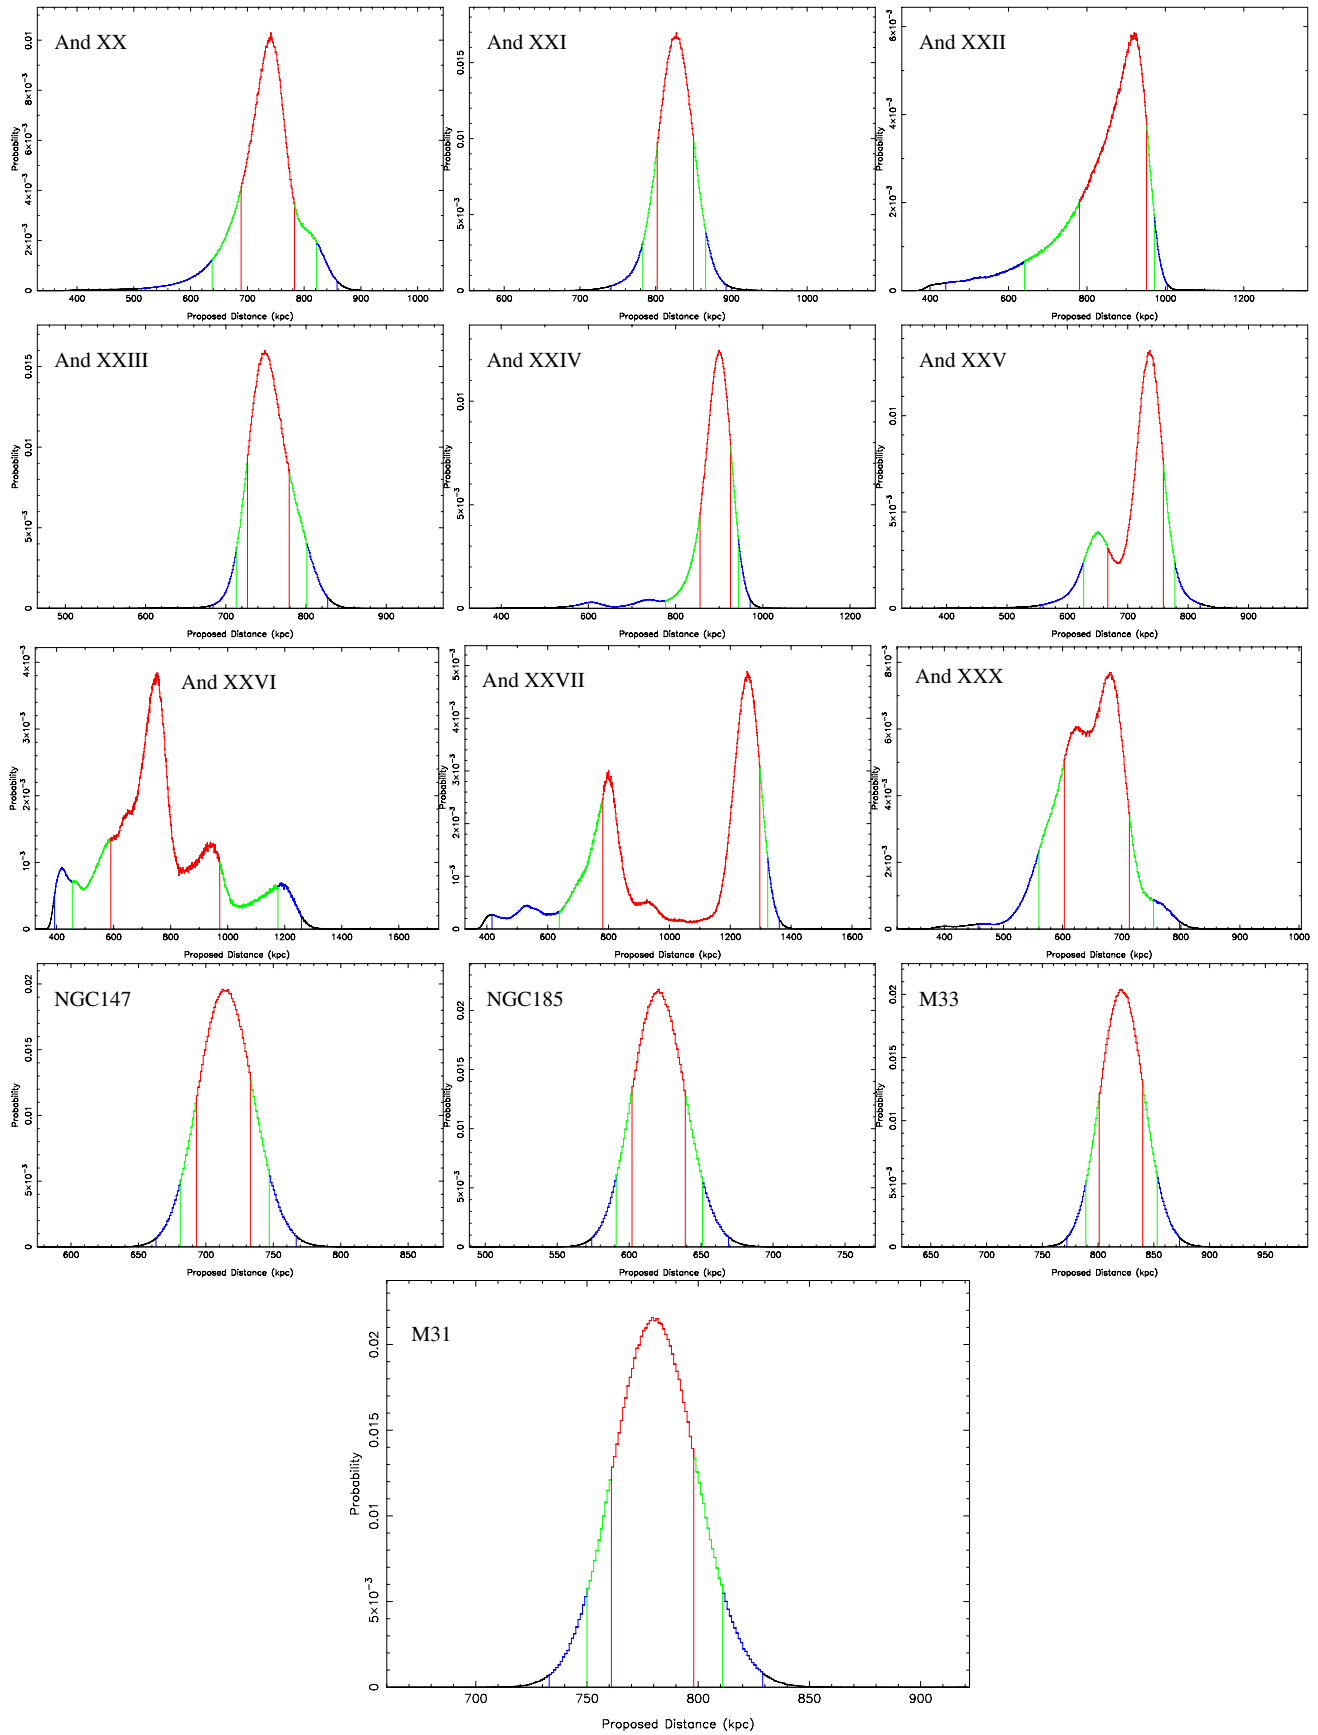 And XX
0.01
8×10⁻³
6×10⁻³
4×10⁻³
2×10⁻³
0
Probability
400 500 600 700 800 900 1000
Proposed Distance (kpc)
And XXI
0.015
0.01
5×10⁻³
0
Probability
600 700 800 900 1000
Proposed Distance (kpc)
And XXII
6×10⁻³
4×10⁻³
2×10⁻³
0
Probability
400 600 800 1000 1200
Proposed Distance (kpc)
And XXIII
0.015
0.01
5×10⁻³
0
Probability
500 600 700 800 900
Proposed Distance (kpc)
And XXIV
0.01
5×10⁻³
0
Probability
400 600 800 1000 1200
Proposed Distance (kpc)
And XXV
0.01
5×10⁻³
0
Probability
400 500 600 700 800 900
Proposed Distance (kpc)
And XXVI
4×10⁻³
3×10⁻³
2×10⁻³
10⁻³
0
Probability
400 600 800 1000 1200 1400 1600
Proposed Distance (kpc)
And XXVII
5×10⁻³
4×10⁻³
3×10⁻³
2×10⁻³
10⁻³
0
Probability
400 600 800 1000 1200 1400 1600
Proposed Distance (kpc)
And XXX
8×10⁻³
6×10⁻³
4×10⁻³
2×10⁻³
0
Probability
400 500 600 700 800 900 1000
Proposed Distance (kpc)
NGC147
0.02
0.015
0.01
5×10⁻³
0
Probability
600 650 700 750 800 850
Proposed Distance (kpc)
NGC185
0.02
0.015
0.01
5×10⁻³
0
Probability
500 550 600 650 700 750
Proposed Distance (kpc)
M33
0.02
0.015
0.01
5×10⁻³
0
Probability
650 700 750 800 850 900 950
Proposed Distance (kpc)
M31
0.02
0.015
0.01
5×10⁻³
0
Probability
700 750 800 850 900
Proposed Distance (kpc)